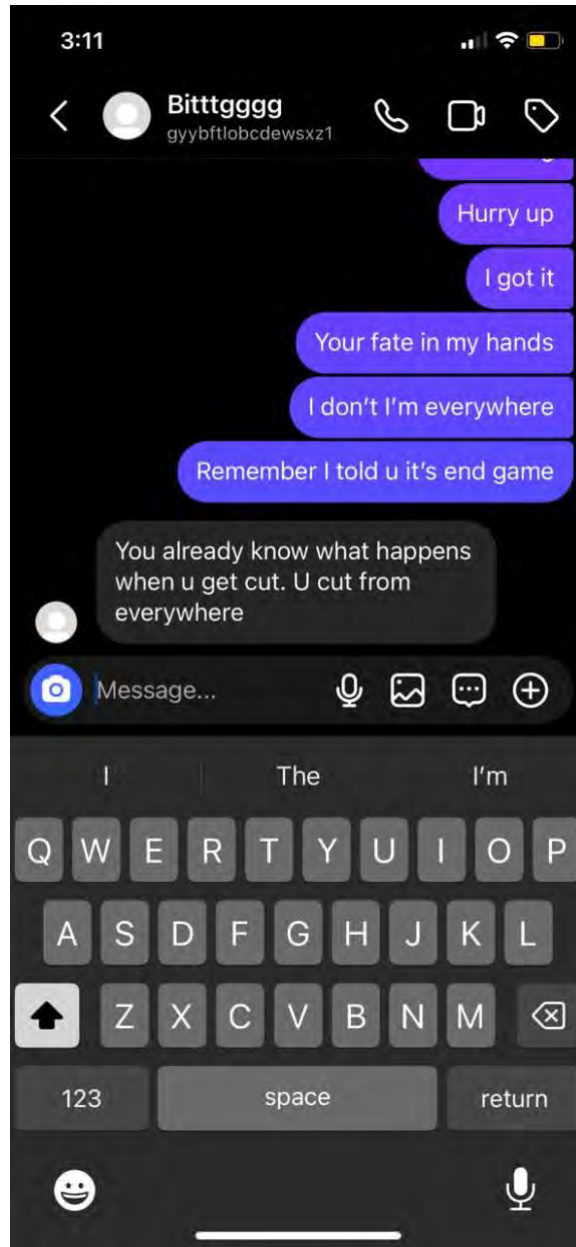 3:11
Bitttgggg
gyybftlobcdewsxz1
Hurry up
I got it
Your fate in my hands
I don't I'm everywhere
Remember I told u it's end game
You already know what happens
when u get cut. U cut from
everywhere
Message...
I The I'm
Q W E R T Y U I O P
A S D F G H J K L
Z X C V B N M
123 space return